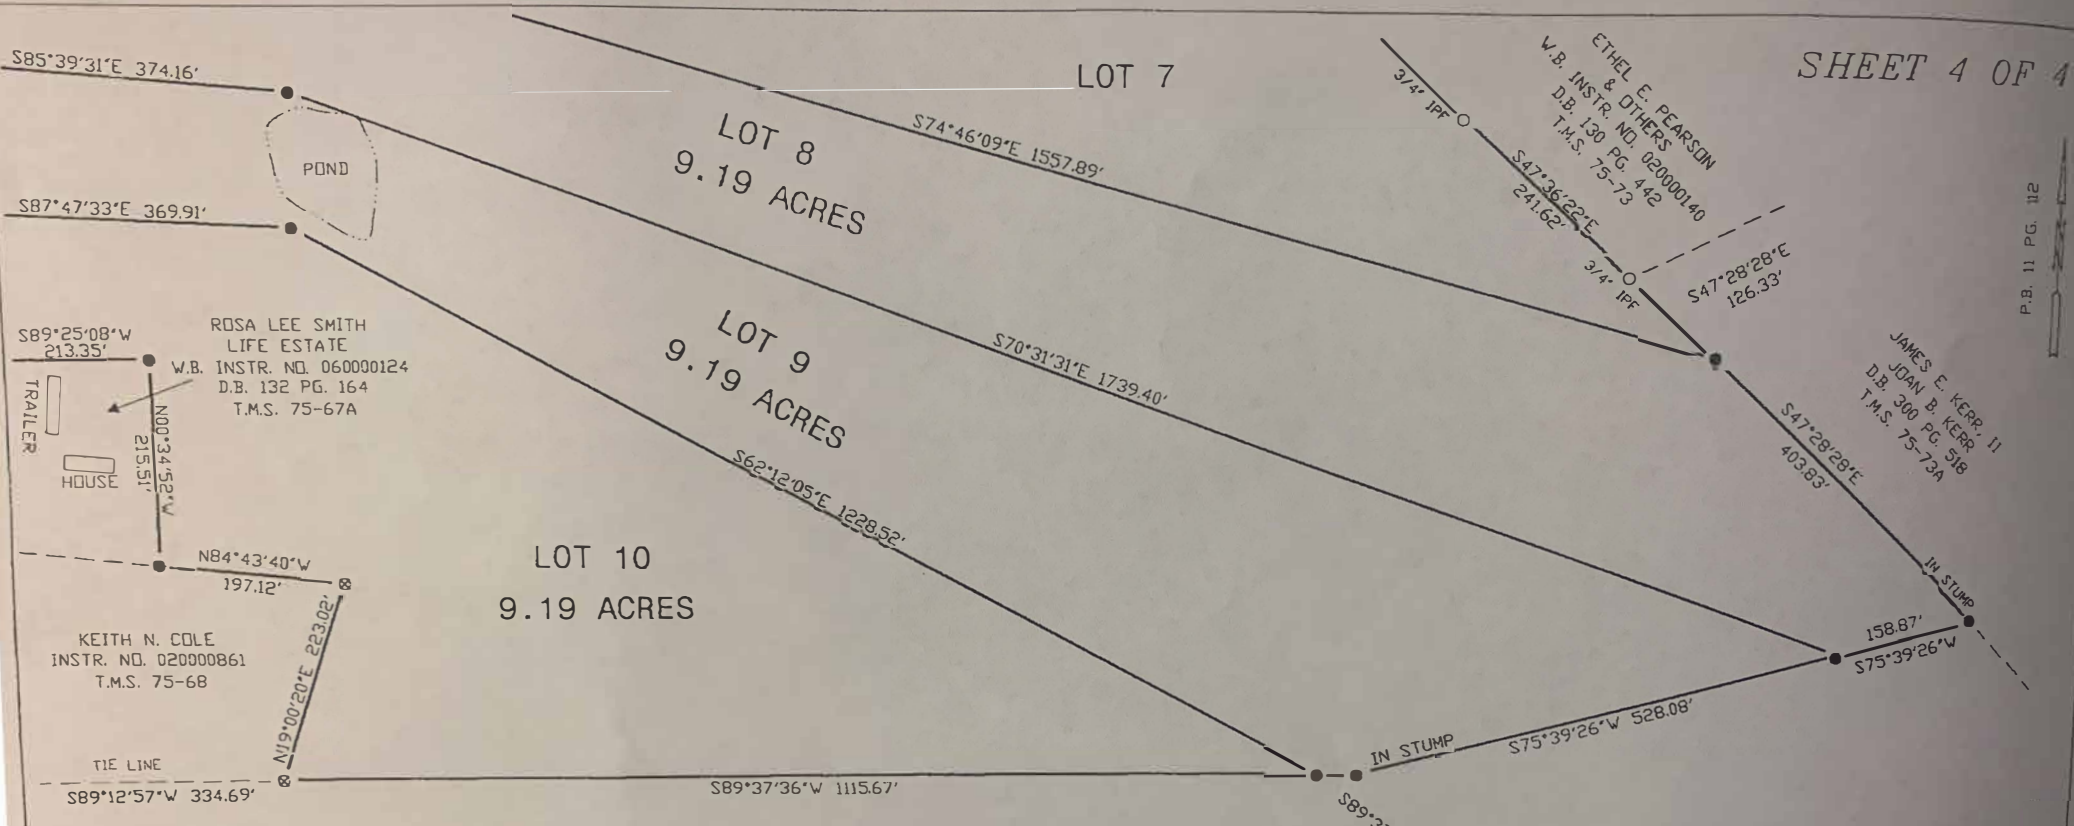 SHEET 4 OF 4
P.B. 11 PG. 112
S85°39'31"E 374.16'
POND
S87°47'33"E 369.91'
LOT 7
LOT 8
9.19 ACRES
S74°46'09"E 1557.89'
3/4" IPF
ETHEL E. PEARSON
& OTHERS
W.B. INSTR. NO. 020000140
D.B. 130 PG. 442
T.M.S. 75-73
S47°36'22"E
241.62'
3/4" IPF
S47°28'28"E
126.33'
S89°25'08"W
213.35'
ROSA LEE SMITH
LIFE ESTATE
W.B. INSTR. NO. 060000124
D.B. 132 PG. 164
T.M.S. 75-67A
TRAILER
HOUSE
N00°34'52"W
215.51'
LOT 9
9.19 ACRES
S70°31'31"E 1739.40'
JAMES E. KERR, II
JOAN B. KERR
D.B. 300 PG. 518
T.M.S. 75-73A
S47°28'28"E
403.83'
IN STUMP
S62°12'05"E 1228.52'
N84°43'40"W
197.12'
LOT 10
9.19 ACRES
KEITH N. COLE
INSTR. NO. 020000861
T.M.S. 75-68
N19°00'20"E 223.02'
158.87'
S75°39'26"W
S75°39'26"W 528.08'
IN STUMP
TIE LINE
S89°12'57"W 334.69'
S89°37'36"W 1115.67'